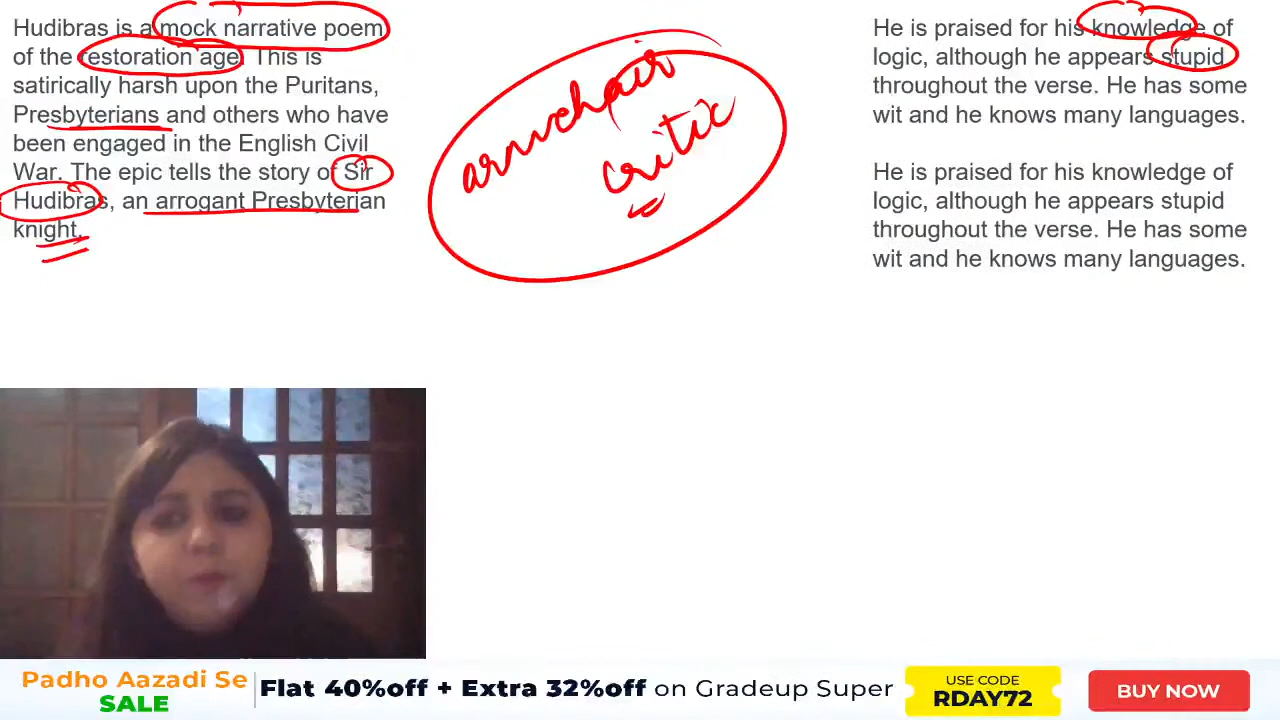 Hudibras is a mock narrative poem
of the restoration age. This is
satirically harsh upon the Puritans,
Presbyterians and others who have
been engaged in the English Civil
War. The epic tells the story of Sir
Hudibras, an arrogant Presbyterian
knight.
armchair
critic
He is praised for his knowledge of
logic, although he appears stupid
throughout the verse. He has some
wit and he knows many languages.
He is praised for his knowledge of
logic, although he appears stupid
throughout the verse. He has some
wit and he knows many languages.
Padho Aazadi Se
SALE
Flat 40%off + Extra 32%off on Gradeup Super
USE CODE
RDAY72
BUY NOW